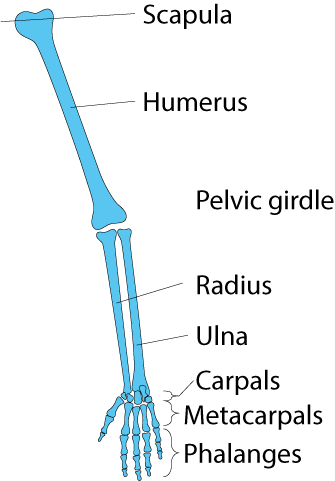 Scapula
Humerus
Pelvic girdle
Radius
Ulna
Carpals
Metacarpals
Phalanges